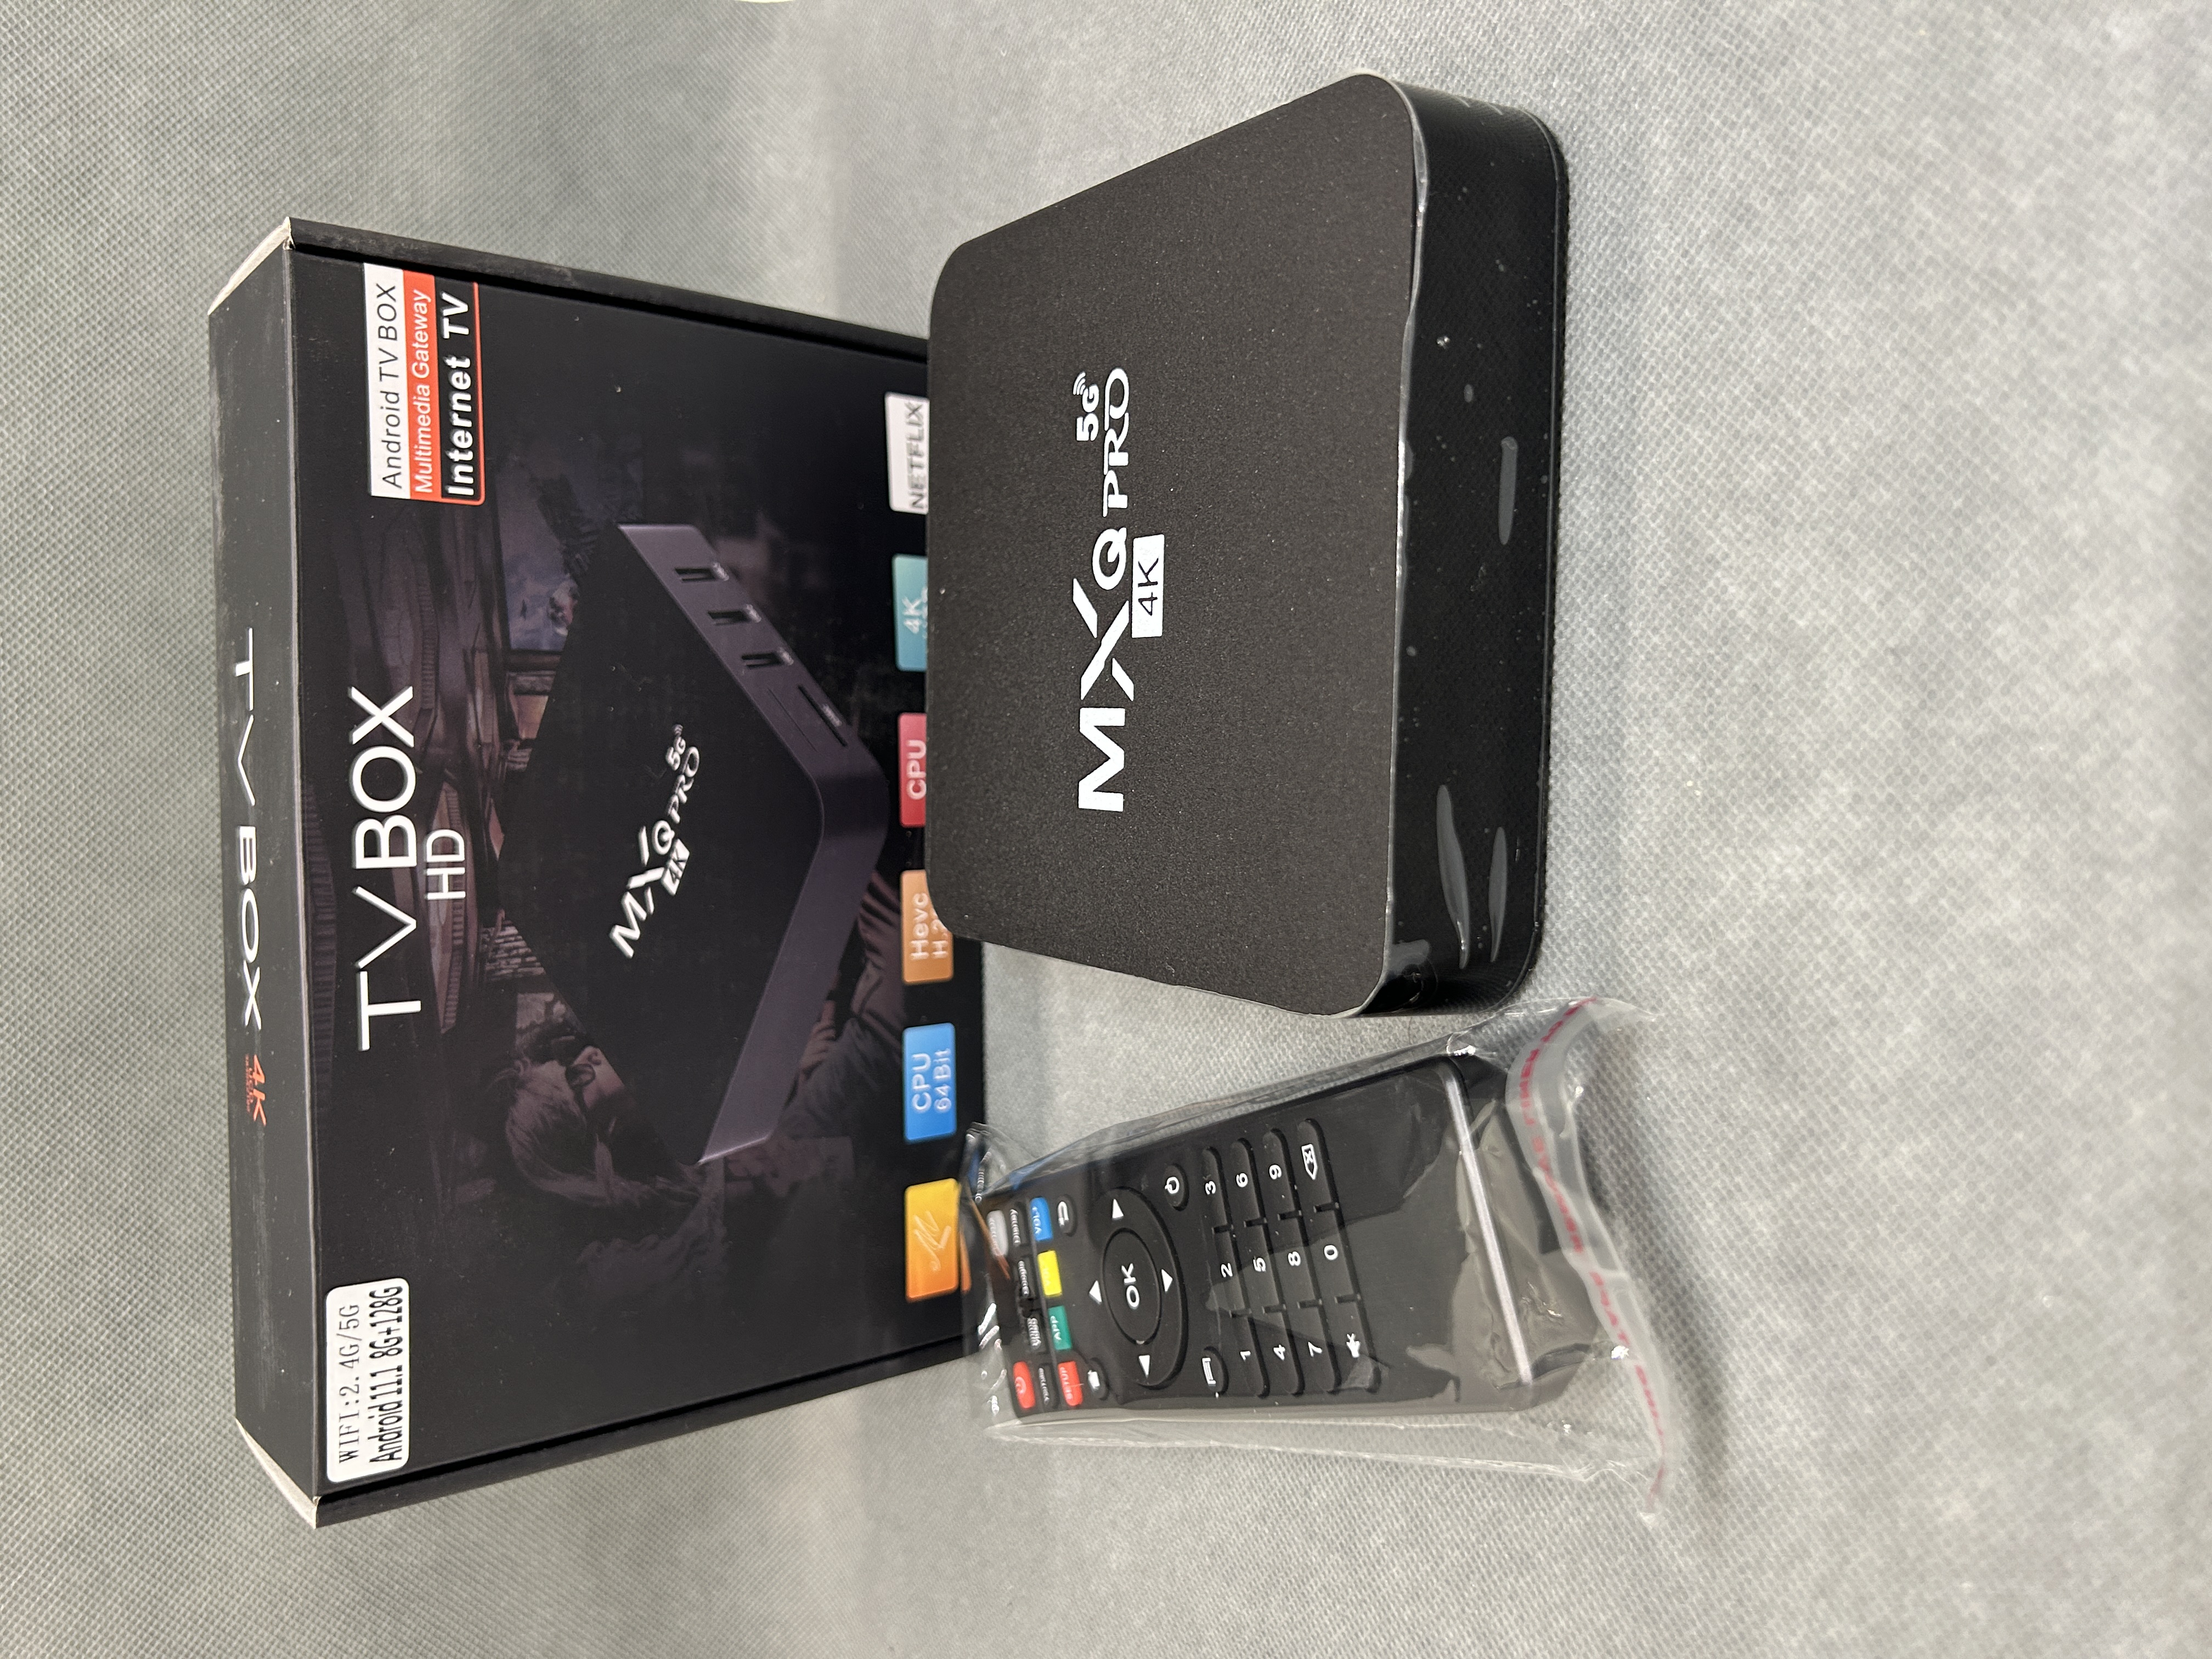 TV BOX 4K
WIFI:2.4G/5G
Android 11.1 8G+128G
TV BOX
HD
Android TV BOX
Multimedia Gateway
Internet TV
MXQ PRO 5G
4K
CPU
64Bit
Hevc
CPU
4K
NETFLIX
YouTube
Google
Disney
SETUP
APP
VOL+
OK
1 2 3
4 5 6
7 8 9
0
MXQ PRO 5G
4K